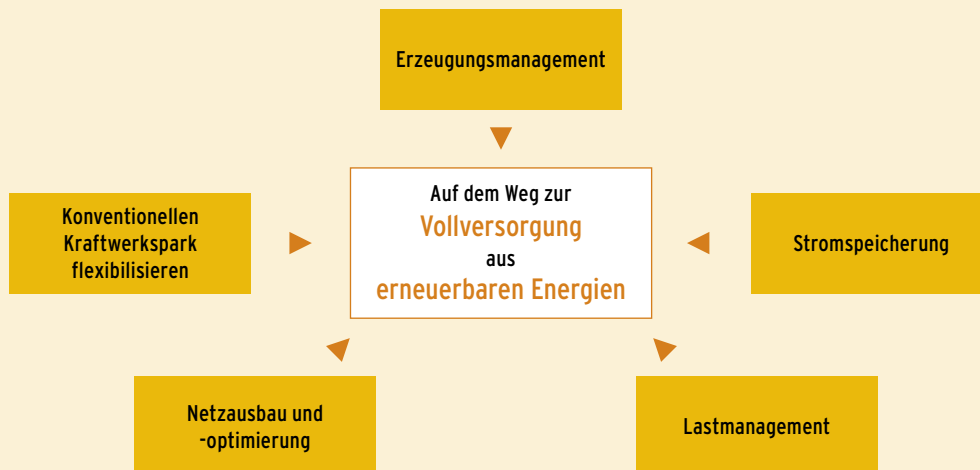 Erzeugungsmanagement
Konventionellen
Kraftwerkspark
flexibilisieren
Auf dem Weg zur
Vollversorgung
aus
erneuerbaren Energien
Stromspeicherung
Netzausbau und
-optimierung
Lastmanagement